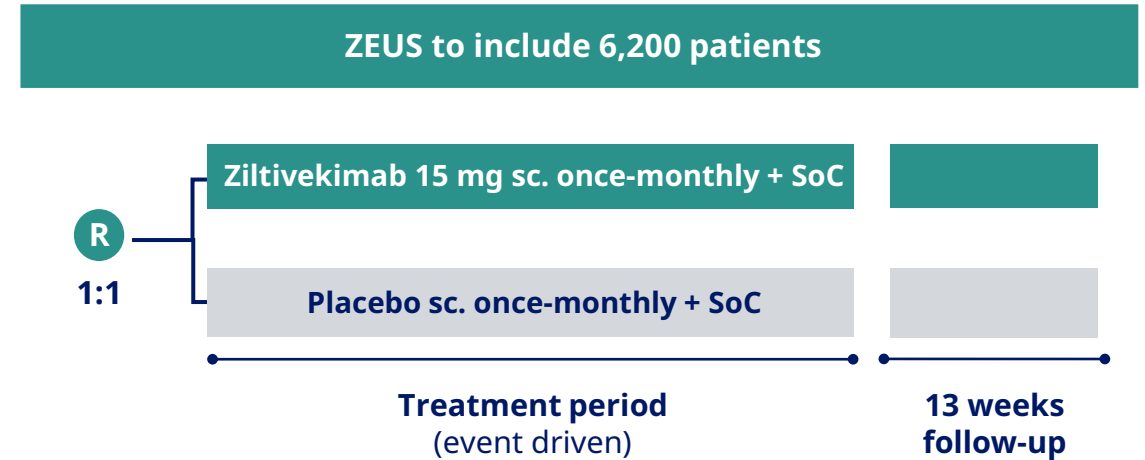 ZEUS to include 6,200 patients
Ziltivekimab 15 mg sc. once-monthly + SoC
R
1:1
Placebo sc. once-monthly + SoC
Treatment period
(event driven)
13 weeks
follow-up